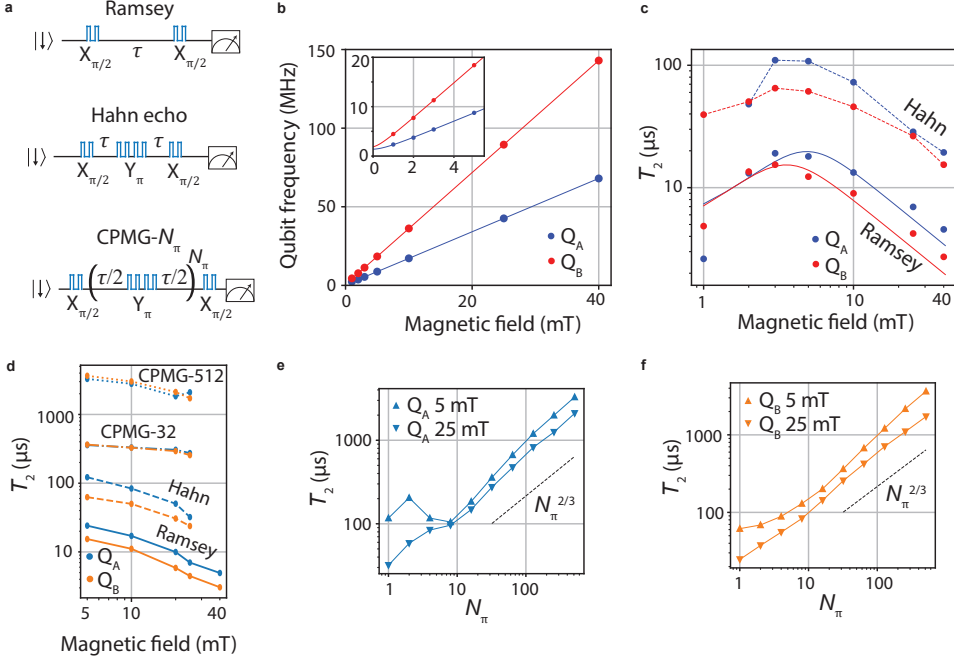 a
Ramsey
|↓⟩
X_π/2
τ
X_π/2
Hahn echo
|↓⟩
τ
τ
X_π/2
Y_π
X_π/2
CPMG-N_π
|↓⟩
(τ/2
τ/2)^N_π
X_π/2
Y_π
X_π/2
b
Qubit frequency (MHz)
150
100
50
0
0
20
40
Magnetic field (mT)
20
10
0
0
2
4
Q_A
Q_B
c
T_2 (µs)
100
10
1
10
40
Magnetic field (mT)
Hahn
Ramsey
Q_A
Q_B
d
T_2 (µs)
1000
100
10
5
10
20
40
Magnetic field (mT)
CPMG-512
CPMG-32
Hahn
Ramsey
Q_A
Q_B
e
T_2 (µs)
1000
100
1
10
100
N_π
Q_A 5 mT
Q_A 25 mT
N_π^2/3
f
T_2 (µs)
1000
100
1
10
100
N_π
Q_B 5 mT
Q_B 25 mT
N_π^2/3